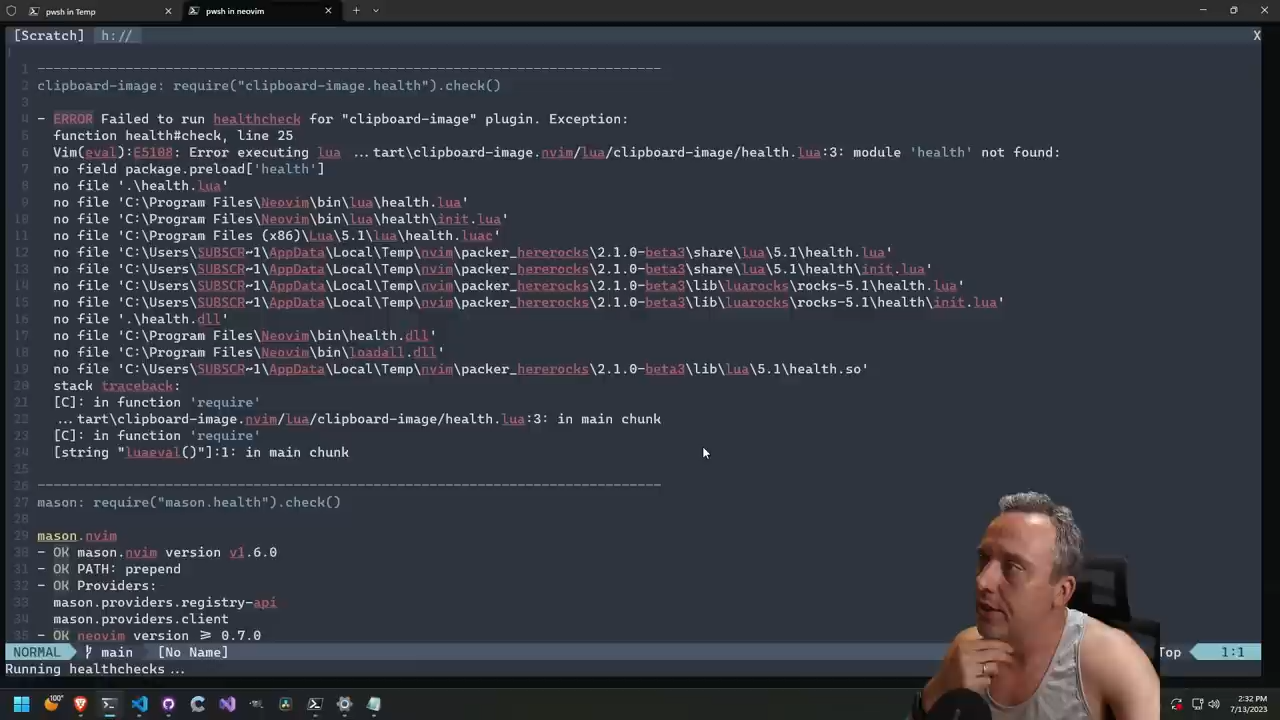 pwsh in Temp
pwsh in neovim
[Scratch] h:// X
1 ------------------------------------------------------------------------------
2 clipboard-image: require("clipboard-image.health").check()
3
4 - ERROR Failed to run healthcheck for "clipboard-image" plugin. Exception:
5 function health#check, line 25
6 Vim(eval):E5108: Error executing lua ...tart\clipboard-image.nvim/lua/clipboard-image/health.lua:3: module 'health' not found:
7 no field package.preload['health']
8 no file '.\health.lua'
9 no file 'C:\Program Files\Neovim\bin\lua\health.lua'
10 no file 'C:\Program Files\Neovim\bin\lua\health\init.lua'
11 no file 'C:\Program Files (x86)\Lua\5.1\lua\health.luac'
12 no file 'C:\Users\SUBSCR~1\AppData\Local\Temp\nvim\packer_hererocks\2.1.0-beta3\share\lua\5.1\health.lua'
13 no file 'C:\Users\SUBSCR~1\AppData\Local\Temp\nvim\packer_hererocks\2.1.0-beta3\share\lua\5.1\health\init.lua'
14 no file 'C:\Users\SUBSCR~1\AppData\Local\Temp\nvim\packer_hererocks\2.1.0-beta3\lib\luarocks\rocks-5.1\health.lua'
15 no file 'C:\Users\SUBSCR~1\AppData\Local\Temp\nvim\packer_hererocks\2.1.0-beta3\lib\luarocks\rocks-5.1\health\init.lua'
16 no file '.\health.dll'
17 no file 'C:\Program Files\Neovim\bin\health.dll'
18 no file 'C:\Program Files\Neovim\bin\loadall.dll'
19 no file 'C:\Users\SUBSCR~1\AppData\Local\Temp\nvim\packer_hererocks\2.1.0-beta3\lib\lua\5.1\health.so'
20 stack traceback:
21 [C]: in function 'require'
22 ...tart\clipboard-image.nvim/lua/clipboard-image/health.lua:3: in main chunk
23 [C]: in function 'require'
24 [string "luaeval()"]:1: in main chunk
25
26 ------------------------------------------------------------------------------
27 mason: require("mason.health").check()
28
29 mason.nvim
30 - OK mason.nvim version v1.6.0
31 - OK PATH: prepend
32 - OK Providers:
33 mason.providers.registry-api
34 mason.providers.client
35 - OK neovim version ≥ 0.7.0
NORMAL main [No Name] Top 1:1
Running healthchecks ...
100°
2:32 PM
7/13/2023